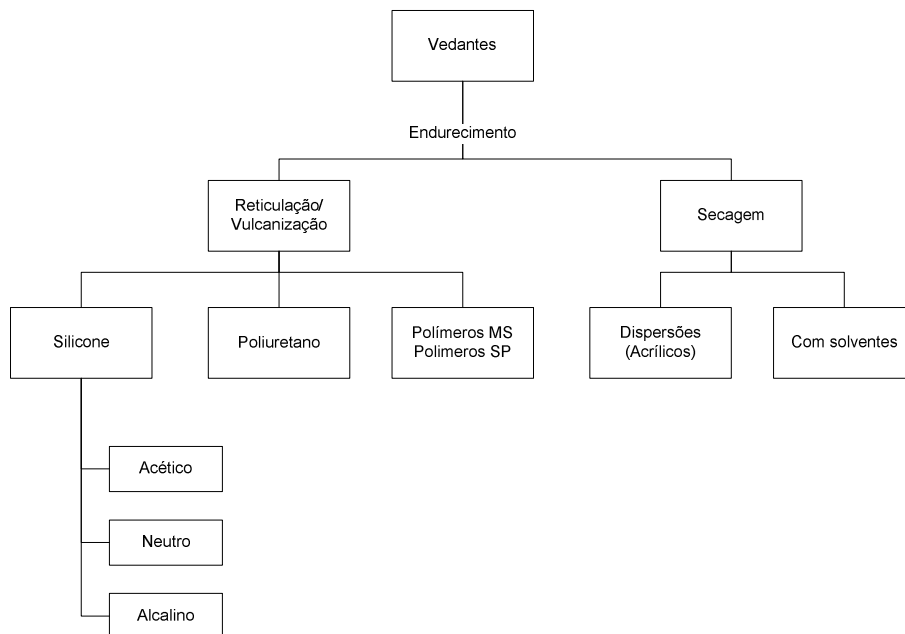 Vedantes
Endurecimento
Reticulação/
Vulcanização
Secagem
Silicone
Poliuretano
Polímeros MS
Polimeros SP
Dispersões
(Acrílicos)
Com solventes
Acético
Neutro
Alcalino